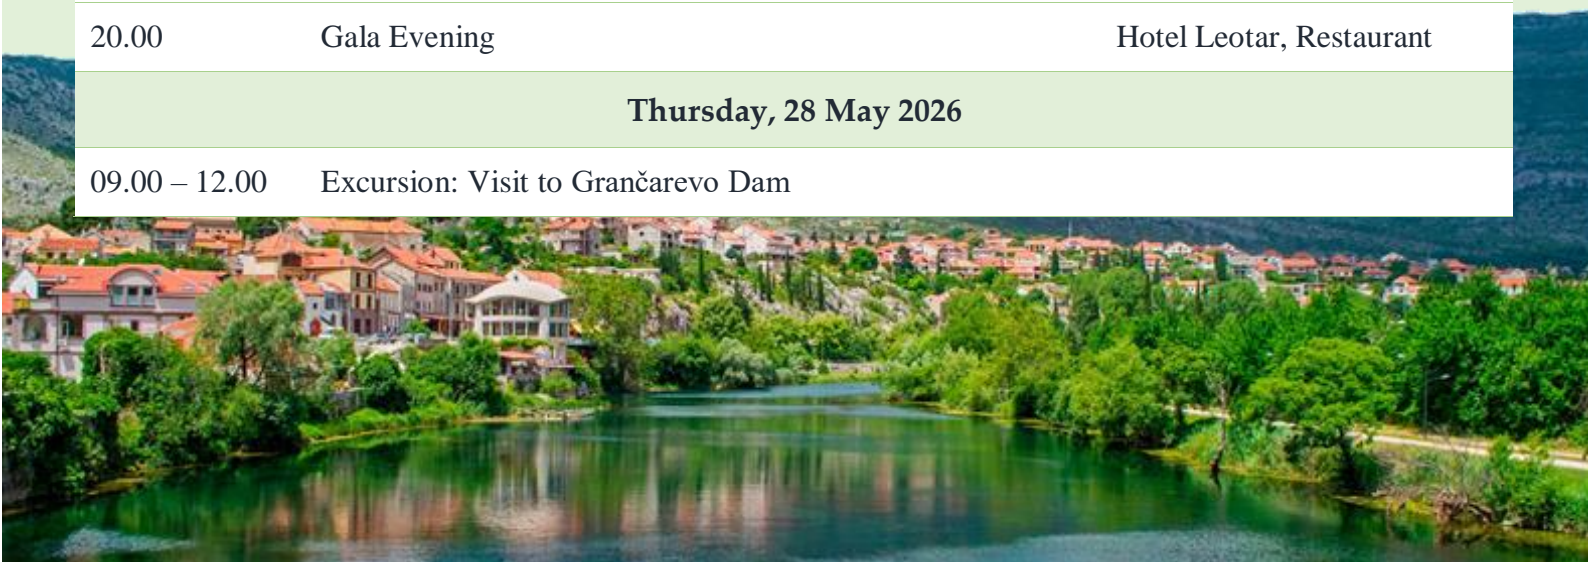 20.00 Gala Evening Hotel Leotar, Restaurant
Thursday, 28 May 2026
09.00 – 12.00 Excursion: Visit to Grančarevo Dam